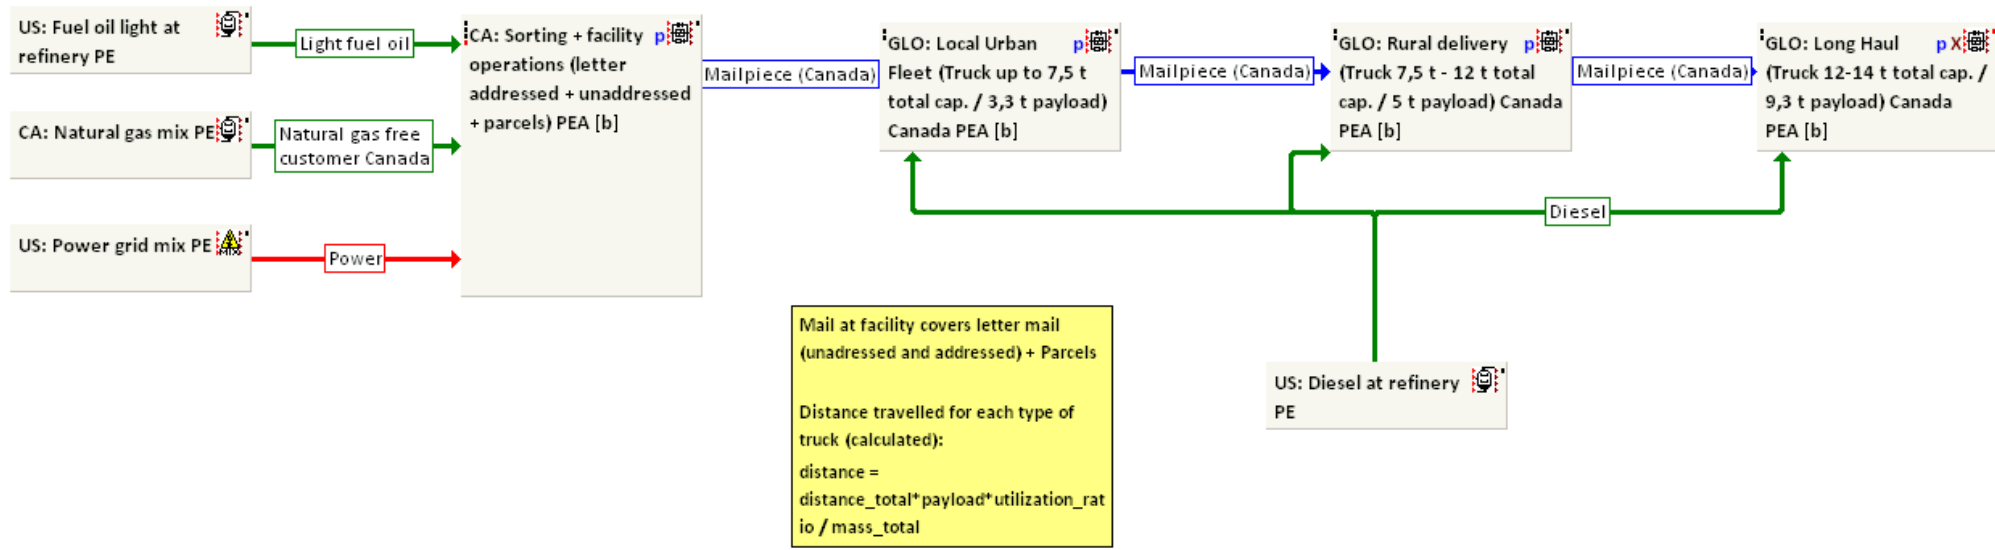 US: Fuel oil light at
refinery PE
Light fuel oil
CA: Natural gas mix PE
Natural gas free
customer Canada
US: Power grid mix PE
MIX
Power
CA: Sorting + facility p
operations (letter
addressed + unaddressed
+ parcels) PEA [b]
Mailpiece (Canada)
GLO: Local Urban p
Fleet (Truck up to 7,5 t
total cap. / 3,3 t payload)
Canada PEA [b]
Mailpiece (Canada)
GLO: Rural delivery p
(Truck 7,5 t - 12 t total
cap. / 5 t payload) Canada
PEA [b]
Mailpiece (Canada)
GLO: Long Haul p X
(Truck 12-14 t total cap. /
9,3 t payload) Canada
PEA [b]
Diesel
US: Diesel at refinery
PE
Mail at facility covers letter mail
(unadressed and addressed) + Parcels
Distance travelled for each type of
truck (calculated):
distance =
distance_total*payload*utilization_rat
io / mass_total